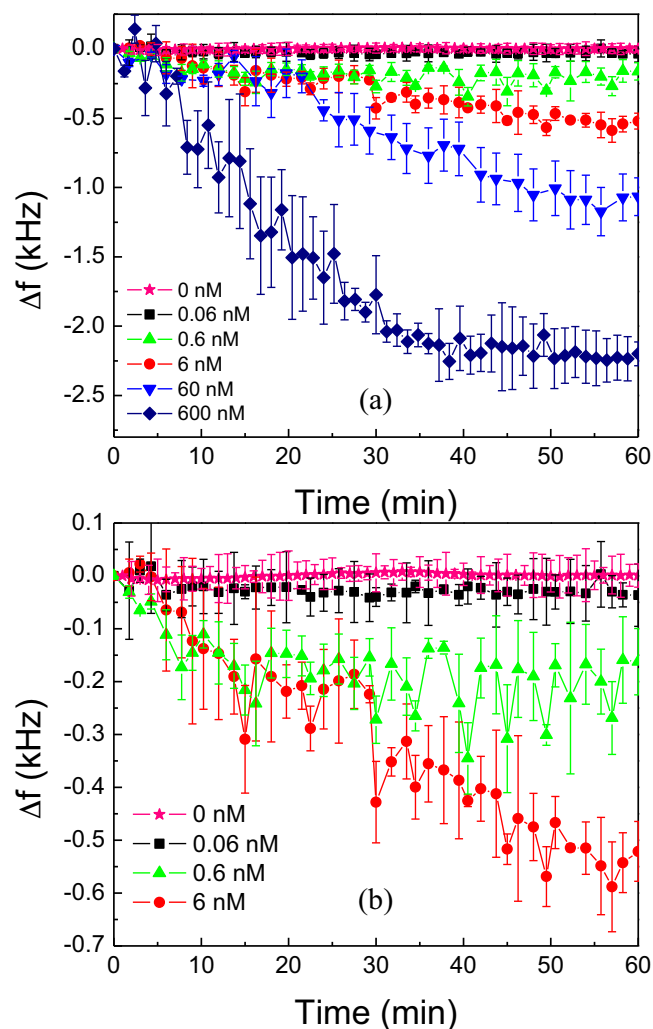 0.0
-0.5
-1.0
-1.5
-2.0
-2.5
Δf (kHz)
0 nM
0.06 nM
0.6 nM
6 nM
60 nM
600 nM
(a)
0 10 20 30 40 50 60
Time (min)
0.1
0.0
-0.1
-0.2
-0.3
-0.4
-0.5
-0.6
-0.7
Δf (kHz)
0 nM
0.06 nM
0.6 nM
6 nM
(b)
0 10 20 30 40 50 60
Time (min)